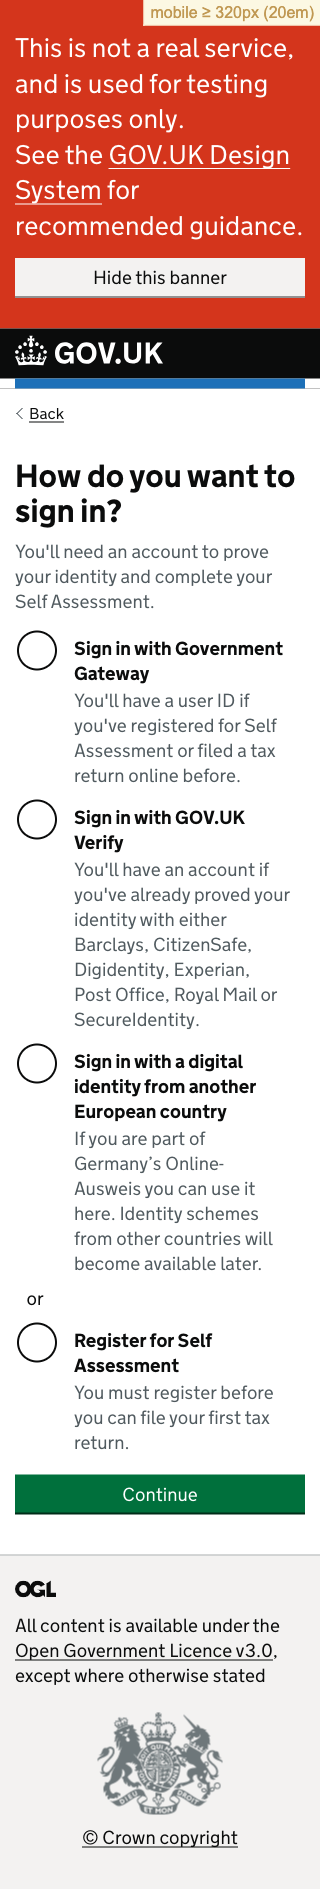 mobile ≥ 320px (20em)
This is not a real service,
and is used for testing
purposes only.
See the GOV.UK Design
System for
recommended guidance.
Hide this banner
GOV.UK
Back
How do you want to
sign in?
You'll need an account to prove
your identity and complete your
Self Assessment.
Sign in with Government
Gateway
You'll have a user ID if
you've registered for Self
Assessment or filed a tax
return online before.
Sign in with GOV.UK
Verify
You'll have an account if
you've already proved your
identity with either
Barclays, CitizenSafe,
Digidentity, Experian,
Post Office, Royal Mail or
SecureIdentity.
Sign in with a digital
identity from another
European country
If you are part of
Germany’s Online-
Ausweis you can use it
here. Identity schemes
from other countries will
become available later.
or
Register for Self
Assessment
You must register before
you can file your first tax
return.
Continue
OGL
All content is available under the
Open Government Licence v3.0,
except where otherwise stated
DIEU ET MON DROIT
© Crown copyright